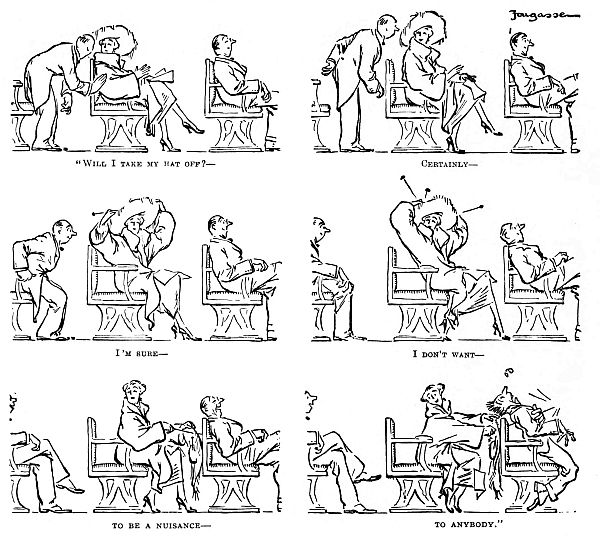 Fougasse
"WILL I TAKE MY HAT OFF?—
CERTAINLY—
I'M SURE—
I DON'T WANT—
TO BE A NUISANCE—
TO ANYBODY."